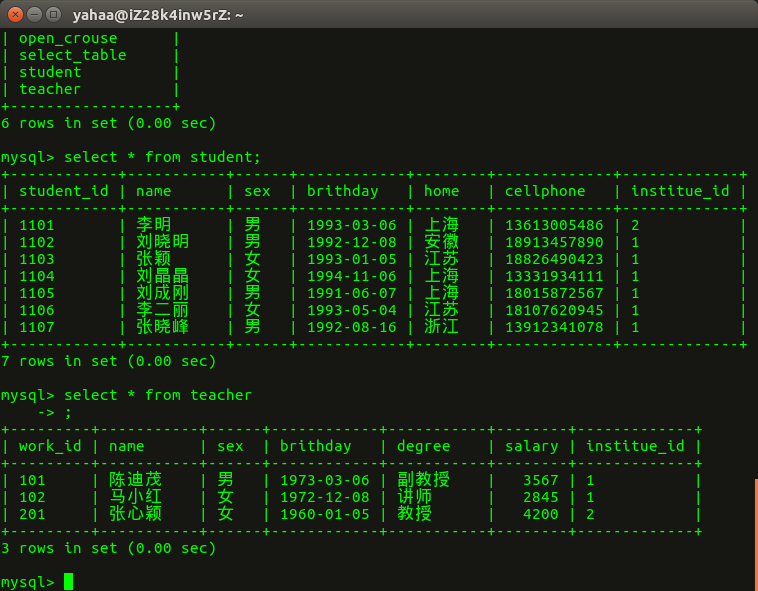 yahaa@iZ28k4inw5rZ: ~
| open_crouse      |
| select_table     |
| student          |
| teacher          |
+------------------+
6 rows in set (0.00 sec)
mysql> select * from student;
+------------+-----------+------+------------+--------+-------------+-------------+
| student_id | name      | sex  | brithday   | home   | cellphone   | institue_id |
+------------+-----------+------+------------+--------+-------------+-------------+
| 1101       | 李明      | 男   | 1993-03-06 | 上海   | 13613005486 | 2           |
| 1102       | 刘晓明    | 男   | 1992-12-08 | 安徽   | 18913457890 | 1           |
| 1103       | 张颖      | 女   | 1993-01-05 | 江苏   | 18826490423 | 1           |
| 1104       | 刘晶晶    | 女   | 1994-11-06 | 上海   | 13331934111 | 1           |
| 1105       | 刘成刚    | 男   | 1991-06-07 | 上海   | 18015872567 | 1           |
| 1106       | 李二丽    | 女   | 1993-05-04 | 江苏   | 18107620945 | 1           |
| 1107       | 张晓峰    | 男   | 1992-08-16 | 浙江   | 13912341078 | 1           |
+------------+-----------+------+------------+--------+-------------+-------------+
7 rows in set (0.00 sec)
mysql> select * from teacher
    -> ;
+---------+-----------+------+------------+-----------+--------+-------------+
| work_id | name      | sex  | brithday   | degree    | salary | institue_id |
+---------+-----------+------+------------+-----------+--------+-------------+
| 101     | 陈迪茂    | 男   | 1973-03-06 | 副教授    |   3567 | 1           |
| 102     | 马小红    | 女   | 1972-12-08 | 讲师      |   2845 | 1           |
| 201     | 张心颖    | 女   | 1960-01-05 | 教授      |   4200 | 2           |
+---------+-----------+------+------------+-----------+--------+-------------+
3 rows in set (0.00 sec)
mysql>